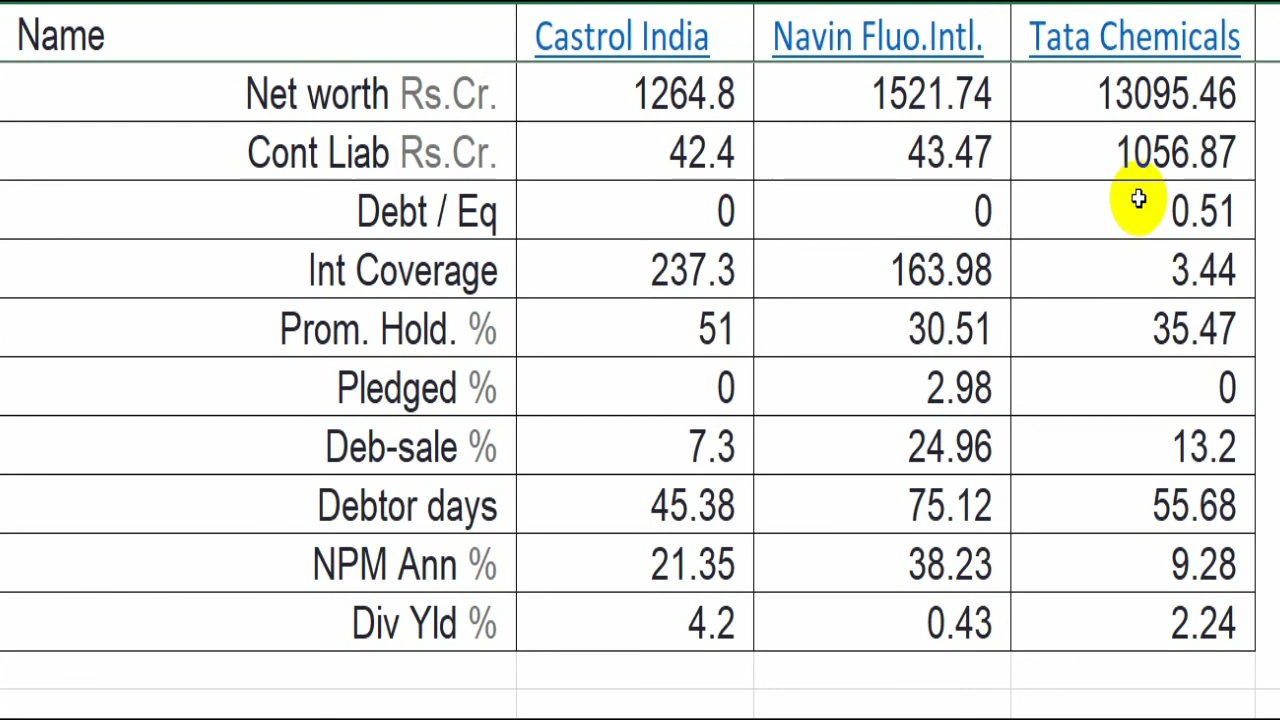 Name Castrol India Navin Fluo.Intl. Tata Chemicals
Net worth Rs.Cr. 1264.8 1521.74 13095.46
Cont Liab Rs.Cr. 42.4 43.47 1056.87
Debt / Eq 0 0 0.51
Int Coverage 237.3 163.98 3.44
Prom. Hold. % 51 30.51 35.47
Pledged % 0 2.98 0
Deb-sale % 7.3 24.96 13.2
Debtor days 45.38 75.12 55.68
NPM Ann % 21.35 38.23 9.28
Div Yld % 4.2 0.43 2.24